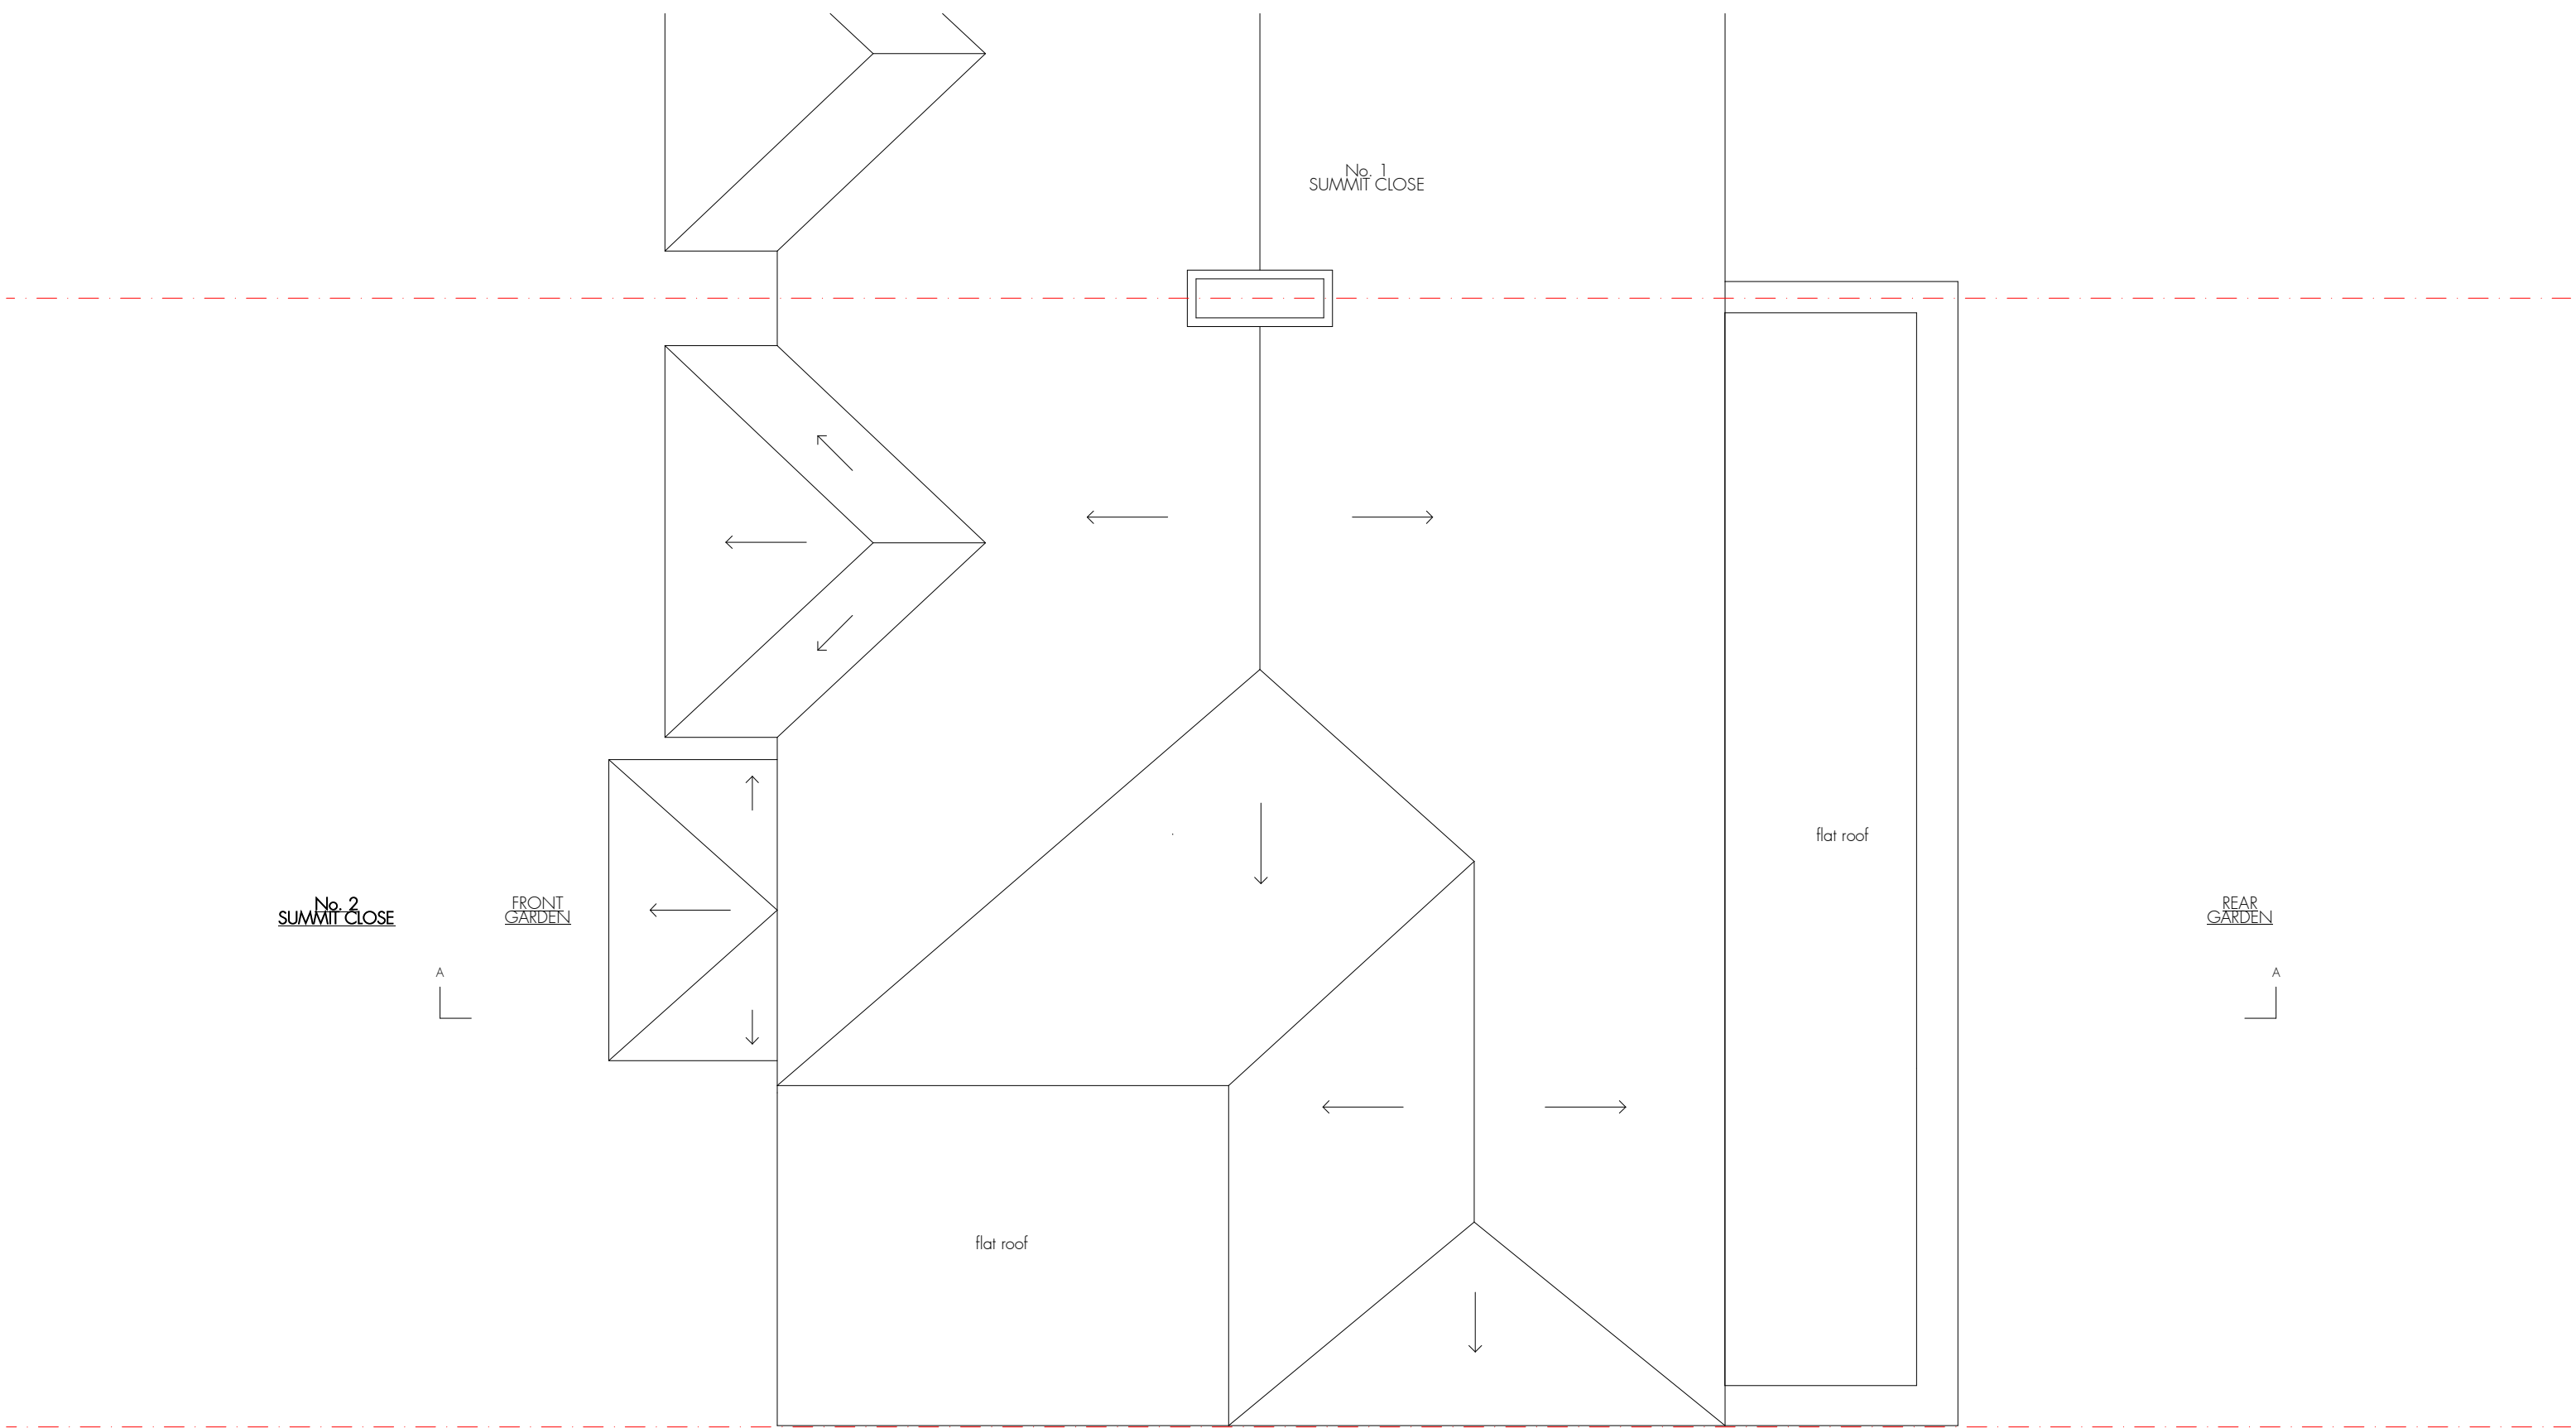 No. 1
SUMMIT CLOSE
flat roof
No. 2
SUMMIT CLOSE
FRONT
GARDEN
REAR
GARDEN
A
A
flat roof